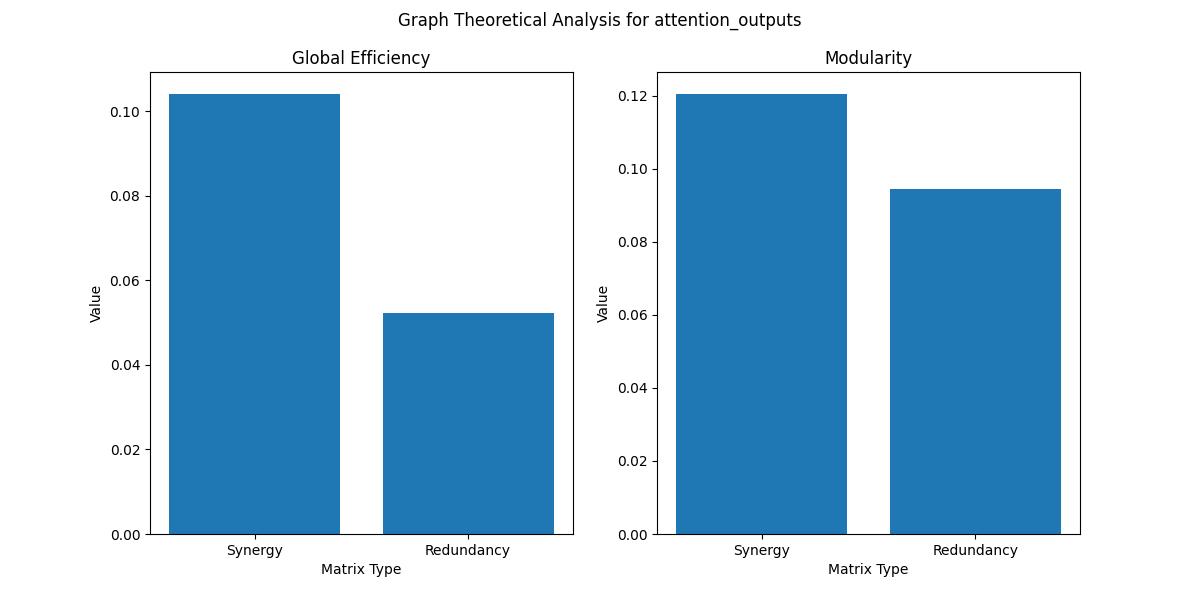 Graph Theoretical Analysis for attention_outputs
Global Efficiency
0.10
0.08
0.06
0.04
0.02
0.00
Value
Synergy
Redundancy
Matrix Type
Modularity
0.12
0.10
0.08
0.06
0.04
0.02
0.00
Value
Synergy
Redundancy
Matrix Type